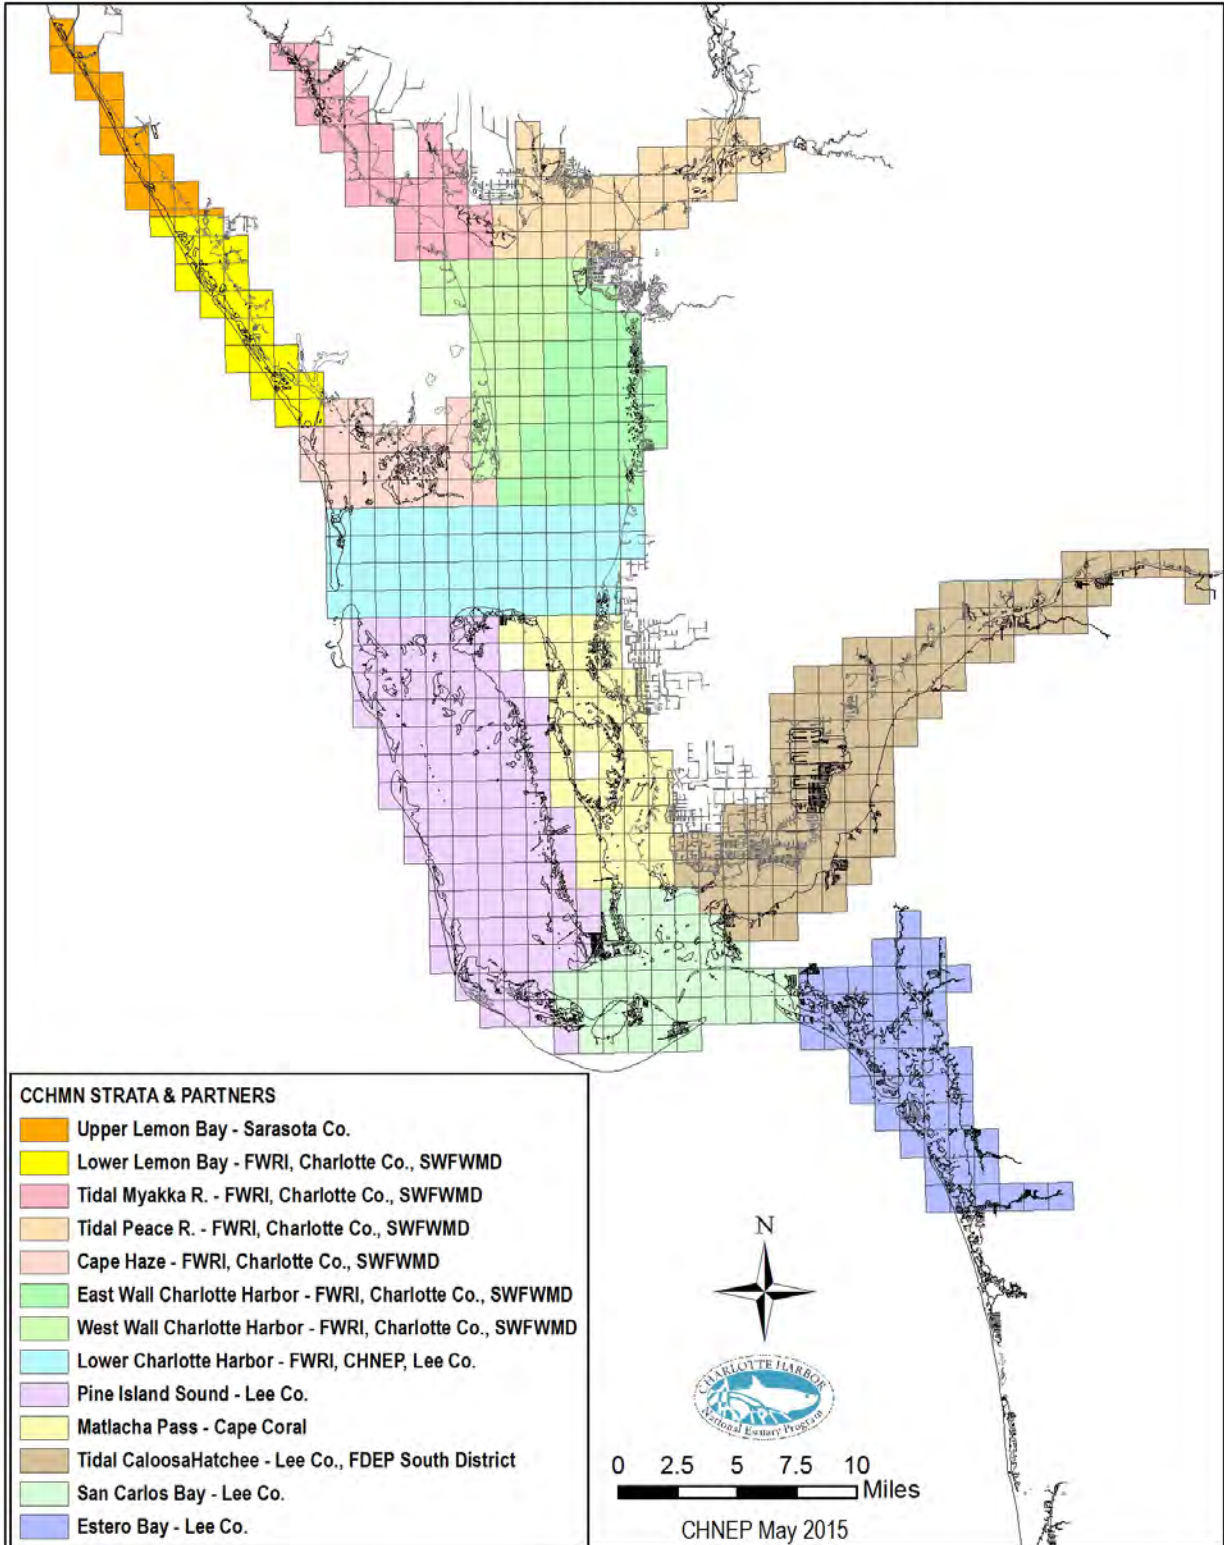 CCHMN STRATA & PARTNERS
Upper Lemon Bay - Sarasota Co.
Lower Lemon Bay - FWRI, Charlotte Co., SWFWMD
Tidal Myakka R. - FWRI, Charlotte Co., SWFWMD
Tidal Peace R. - FWRI, Charlotte Co., SWFWMD
Cape Haze - FWRI, Charlotte Co., SWFWMD
East Wall Charlotte Harbor - FWRI, Charlotte Co., SWFWMD
West Wall Charlotte Harbor - FWRI, Charlotte Co., SWFWMD
Lower Charlotte Harbor - FWRI, CHNEP, Lee Co.
Pine Island Sound - Lee Co.
Matlacha Pass - Cape Coral
Tidal CaloosaHatchee - Lee Co., FDEP South District
San Carlos Bay - Lee Co.
Estero Bay - Lee Co.
N
CHARLOTTE HARBOR
National Estuary Program
0 2.5 5 7.5 10
Miles
CHNEP May 2015